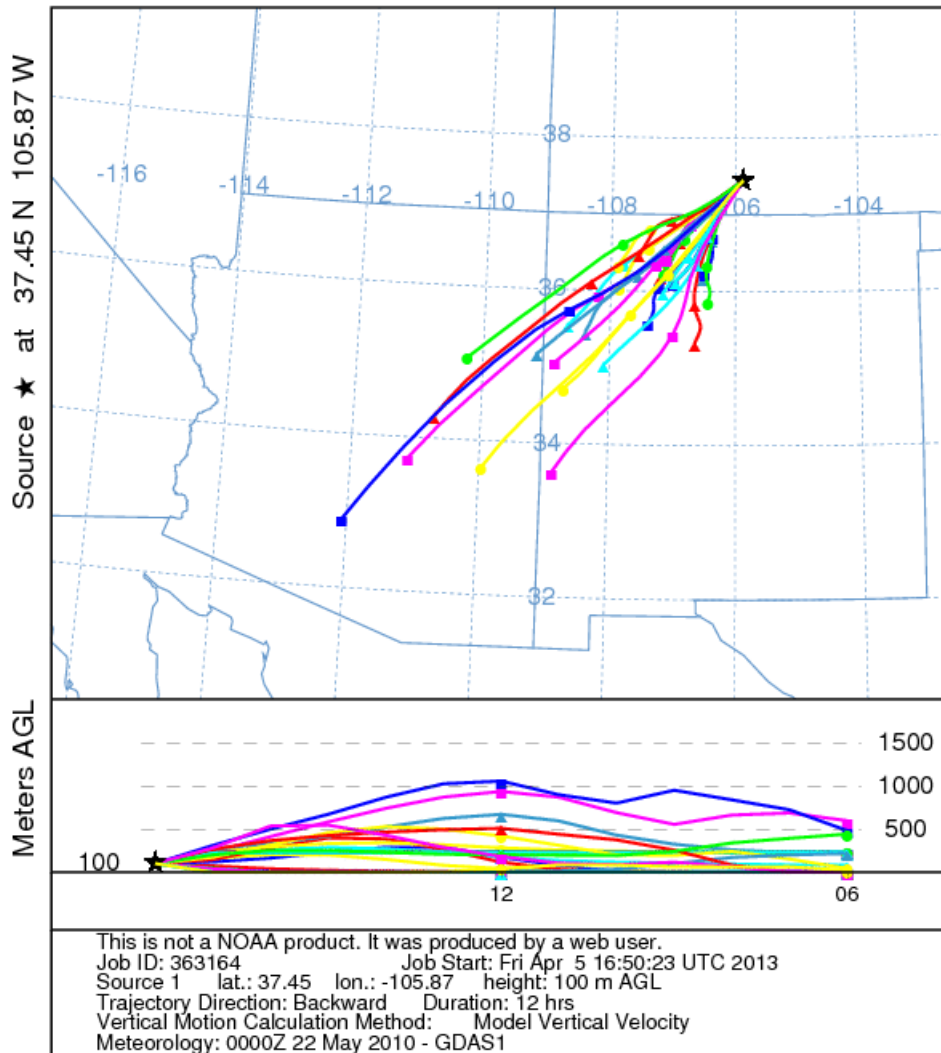 Source ★ at 37.45 N 105.87 W
38
-116
-114
-112
-110
-108
-106
-104
36
34
32
Meters AGL
1500
1000
500
100
12
06
This is not a NOAA product. It was produced by a web user.
Job ID: 363164 Job Start: Fri Apr 5 16:50:23 UTC 2013
Source 1 lat.: 37.45 lon.: -105.87 height: 100 m AGL
Trajectory Direction: Backward Duration: 12 hrs
Vertical Motion Calculation Method: Model Vertical Velocity
Meteorology: 0000Z 22 May 2010 - GDAS1